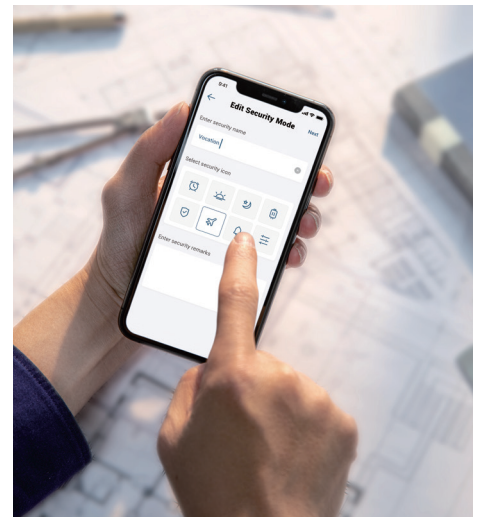 9:41
Edit Security Mode
Next
Enter security name
Vocation
Select security icon
Enter security remarks